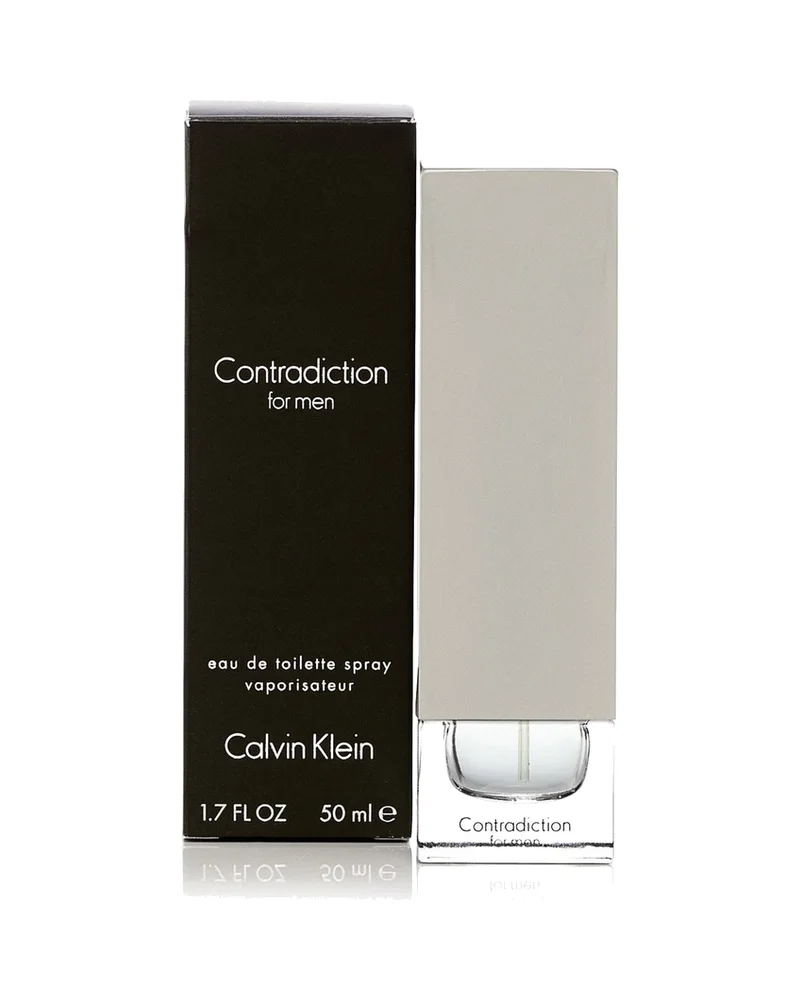 Contradiction
for men
eau de toilette spray
vaporisateur
Calvin Klein
1.7 FL OZ 50 ml e
Contradiction
for men